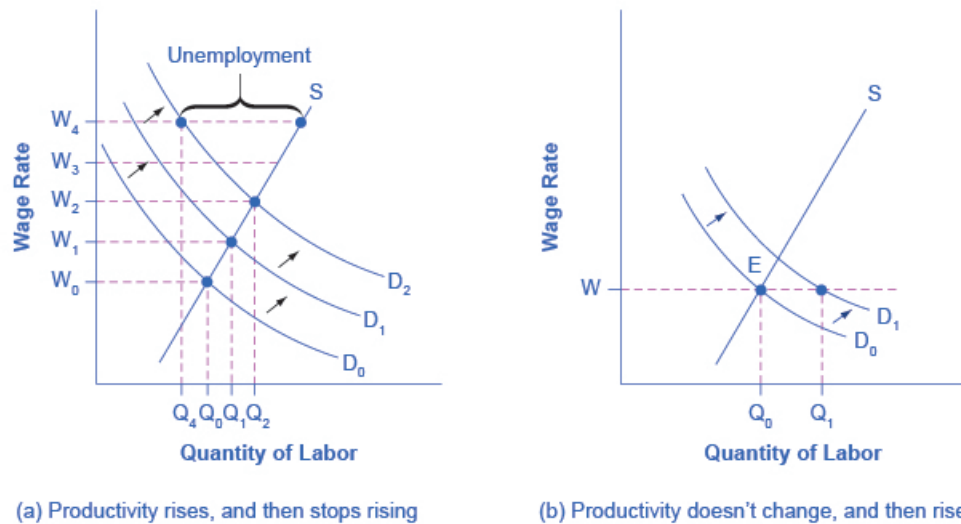 Unemployment
S
W4
W3
W2
W1
W0
Wage Rate
D2
D1
D0
Q4 Q0 Q1 Q2
Quantity of Labor
(a) Productivity rises, and then stops rising
S
Wage Rate
E
W
D1
D0
Q0 Q1
Quantity of Labor
(b) Productivity doesn't change, and then rise